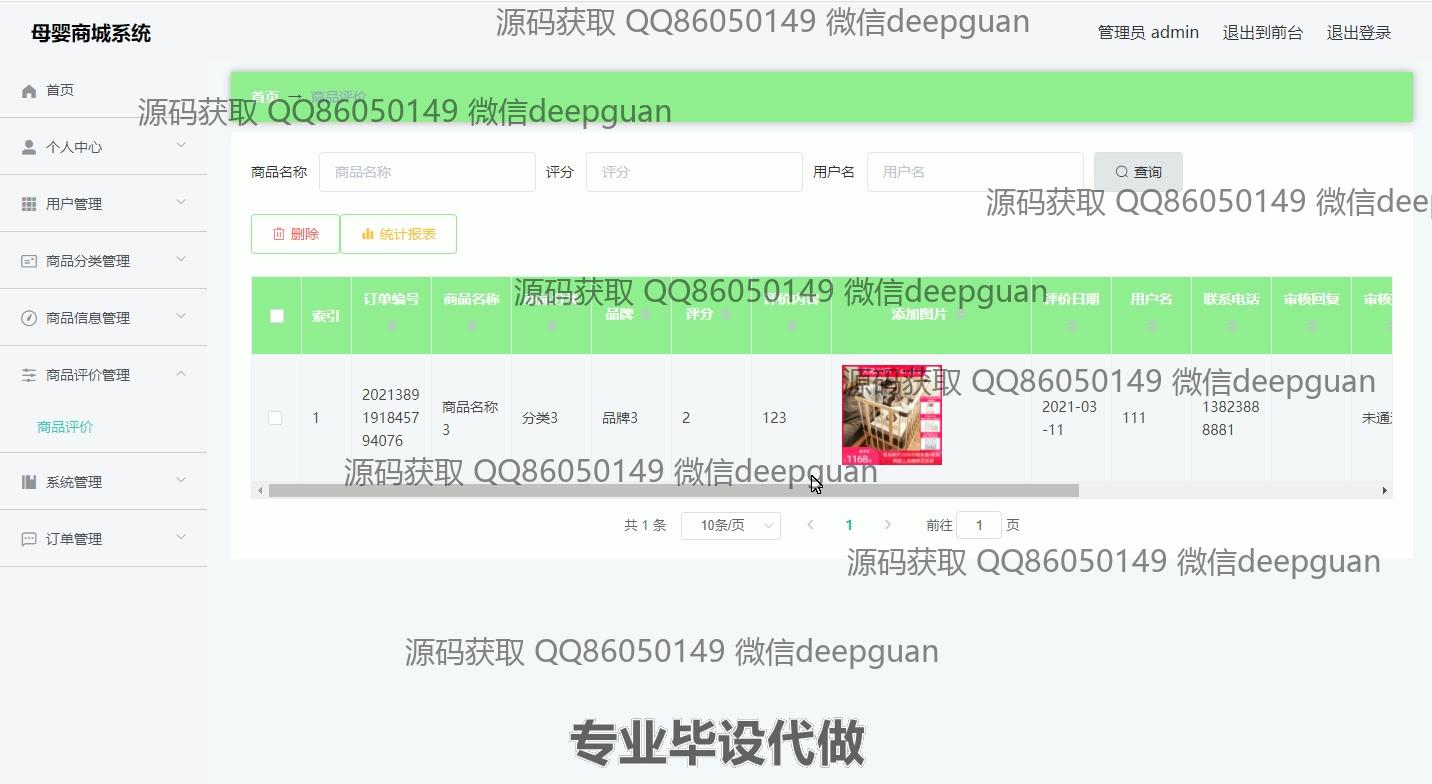 源码获取 QQ86050149 微信deepguan
母婴商城系统
管理员 admin
退出到前台
退出登录
首页
个人中心
用户管理
商品分类管理
商品信息管理
商品评价管理
商品评价
系统管理
订单管理
首页 → 商品评价
源码获取 QQ86050149 微信deepguan
商品名称 商品名称
评分 评分
用户名 用户名
查询
源码获取 QQ86050149 微信dee
删除
统计报表
源码获取 QQ86050149 微信deepguan
索引 订单编号 商品名称 品牌 评分 添加图片 评价日期 用户名 联系电话 审核回复 审核
源码获取 QQ86050149 微信deepguan
1
2021389
1918457
94076
商品名称
3
分类3
品牌3
2
123
1168
2021-03
-11
111
1382388
8881
未通
源码获取 QQ86050149 微信deepguan
共 1 条
10条/页
1
前往 1 页
源码获取 QQ86050149 微信deepguan
源码获取 QQ86050149 微信deepguan
专业毕设代做